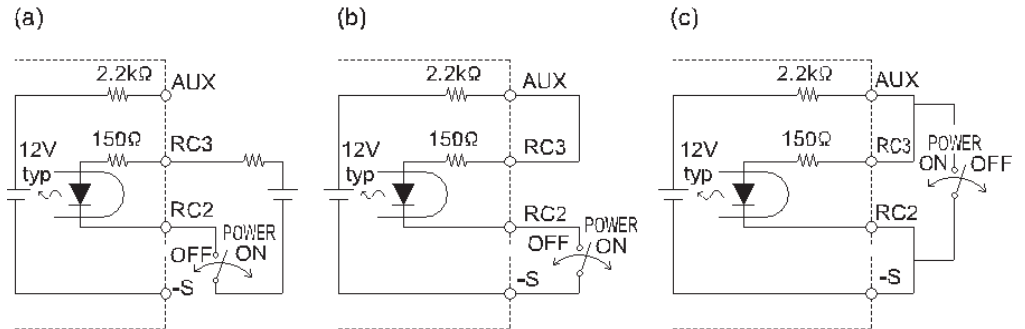 (a)
2.2kΩ
AUX
150Ω
RC3
12V
typ
RC2
POWER
OFF
ON
-S
(b)
2.2kΩ
AUX
150Ω
RC3
12V
typ
RC2
POWER
OFF
ON
-S
(c)
2.2kΩ
AUX
150Ω
RC3
POWER
ON
OFF
12V
typ
RC2
-S